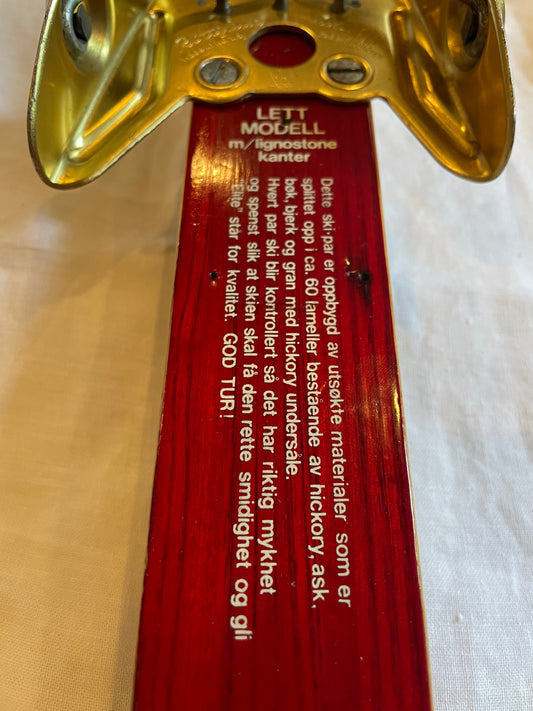 LETT
MODELL
m/lignostone
kanter
Dette ski-par er oppbygd av utsøkte materialer som er
splittet opp i ca. 60 lameller bestående av hickory, ask,
bøk, bjerk og gran med hickory undersåle.
Hvert par ski blir kontrollert så det har riktig mykhet
og spenst slik at skien skal få den rette smidighet og gli
"Elite" står for kvalitet. GOD TUR!